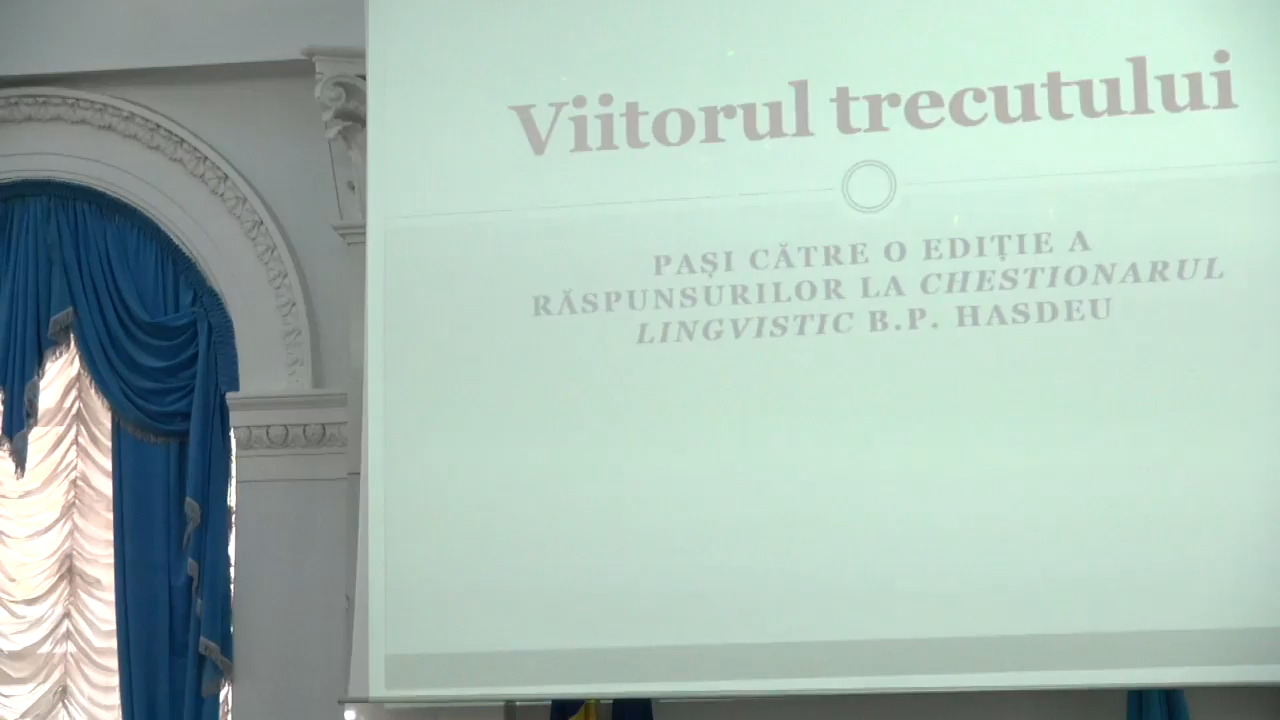 Viitorul trecutului
PAȘI CĂTRE O EDIȚIE A
RĂSPUNSURILOR LA CHESTIONARUL
LINGVISTIC B.P. HASDEU